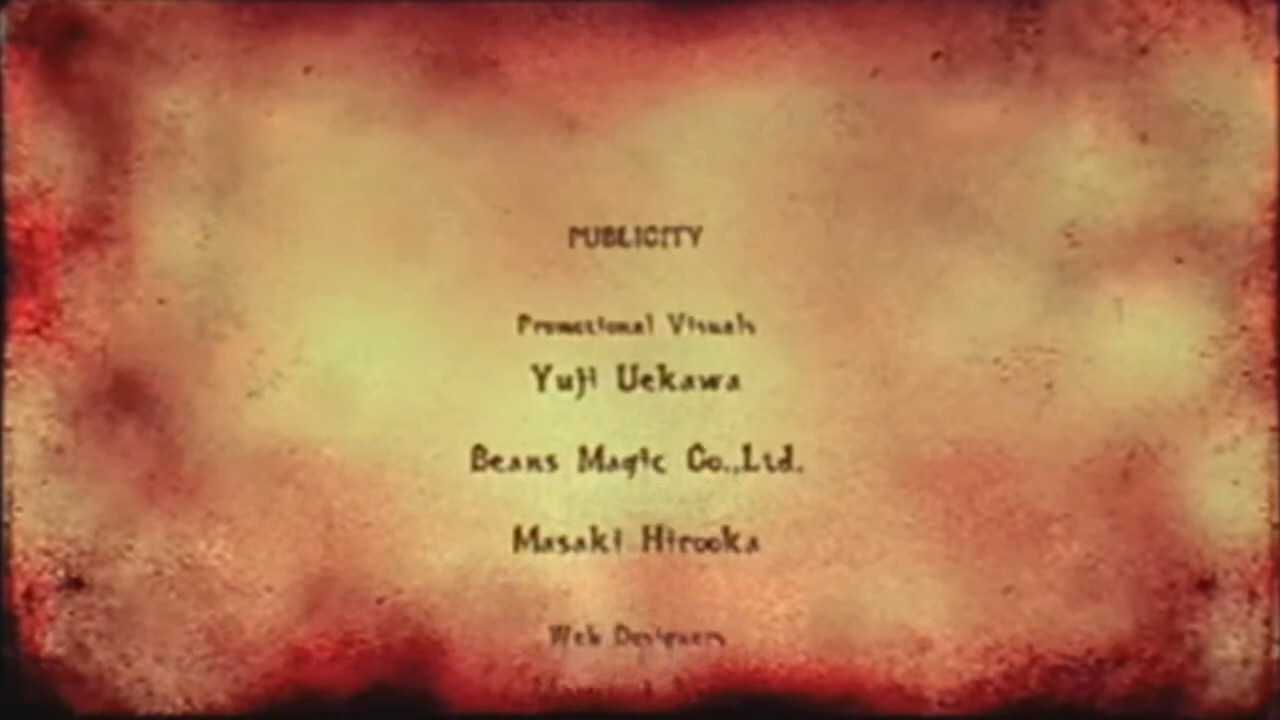 PUBLICITY
Promotional Visuals
Yuji Uekawa
Beans Magic Co.,Ltd.
Masaki Hirooka
Web Designers